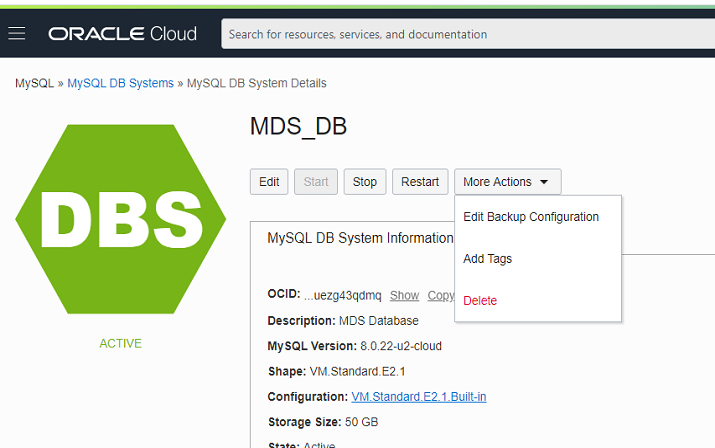 ORACLE Cloud
Search for resources, services, and documentation
MySQL » MySQL DB Systems » MySQL DB System Details
DBS
ACTIVE
MDS_DB
Edit Start Stop Restart More Actions
Edit Backup Configuration
Add Tags
Delete
MySQL DB System Information
OCID: ...uezg43qdmq Show Copy
Description: MDS Database
MySQL Version: 8.0.22-u2-cloud
Shape: VM.Standard.E2.1
Configuration: VM.Standard.E2.1.Built-in
Storage Size: 50 GB
State: Active